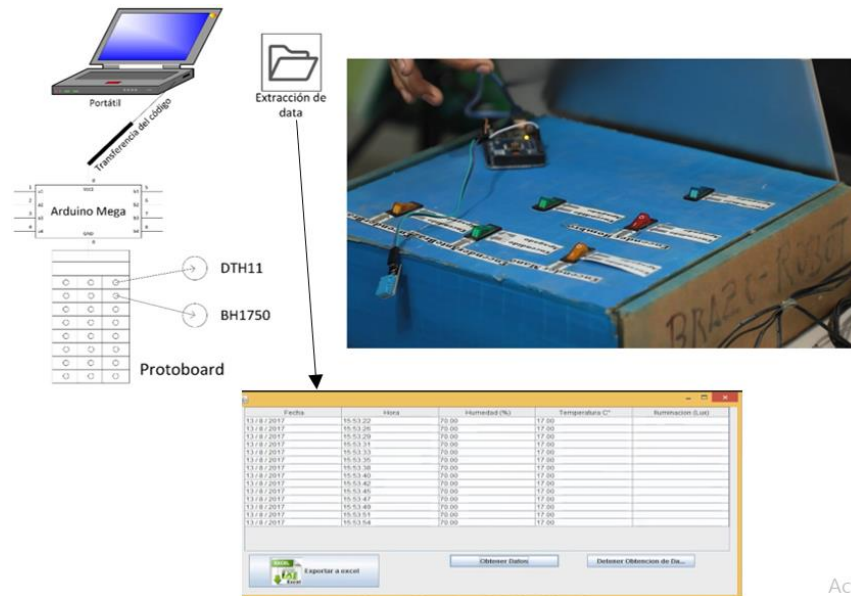 Portátil
Transferencia del código
Extracción de
data
Arduino Mega
DTH11
BH1750
Protoboard
BRAZO-ROBOT
Fecha Hora Humedad (%) Temperatura C° Iluminacion (Lux)
13 / 8 / 2017 15:53:22 70.00 17.00
13 / 8 / 2017 15:53:26 70.00 17.00
13 / 8 / 2017 15:53:29 70.00 17.00
13 / 8 / 2017 15:53:31 70.00 17.00
13 / 8 / 2017 15:53:33 70.00 17.00
13 / 8 / 2017 15:53:35 70.00 17.00
13 / 8 / 2017 15:53:38 70.00 17.00
13 / 8 / 2017 15:53:40 70.00 17.00
13 / 8 / 2017 15:53:42 70.00 17.00
13 / 8 / 2017 15:53:45 70.00 17.00
13 / 8 / 2017 15:53:47 70.00 17.00
13 / 8 / 2017 15:53:49 70.00 17.00
13 / 8 / 2017 15:53:51 70.00 17.00
13 / 8 / 2017 15:53:54 70.00 17.00
EXCEL
Excel
Exportar a excel
Obtener Datos
Detener Obtencion de Da...
Ac